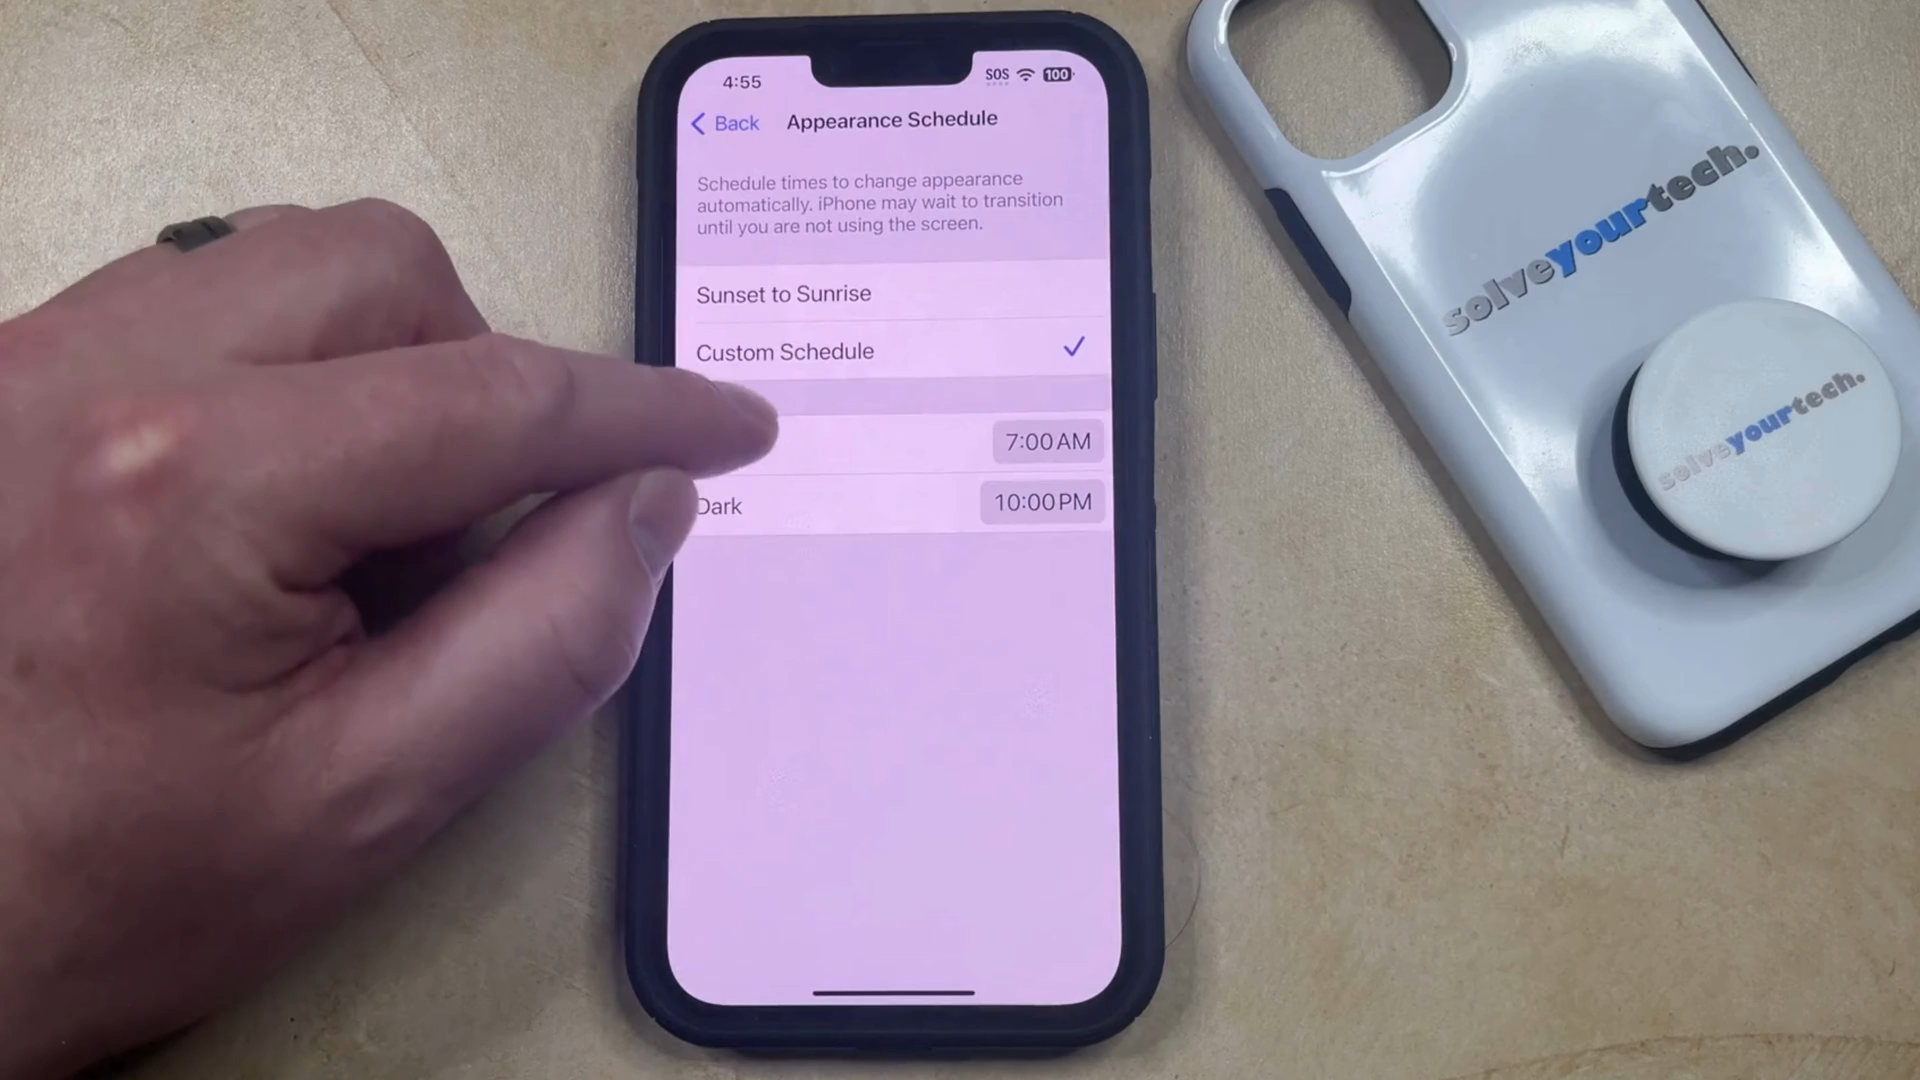 4:55
SOS
100
Back
Appearance Schedule
Schedule times to change appearance
automatically. iPhone may wait to transition
until you are not using the screen.
Sunset to Sunrise
Custom Schedule
7:00 AM
Dark
10:00 PM
solveyourtech.
solveyourtech.